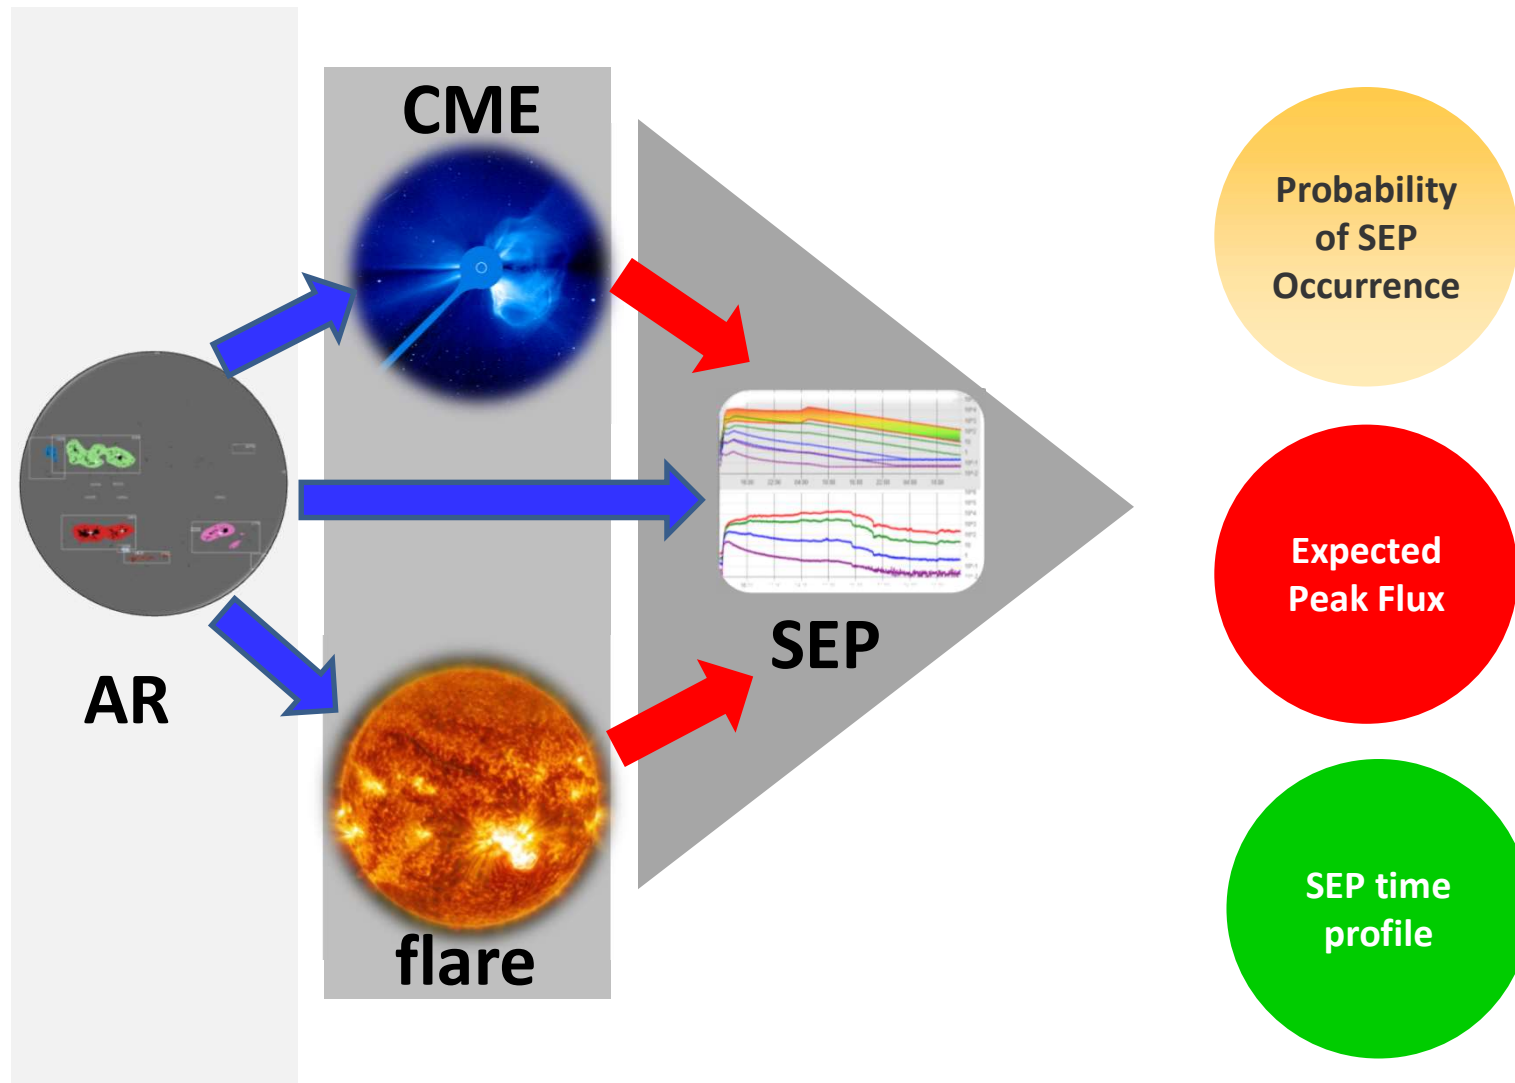 CME
AR
flare
SEP
Probability
of SEP
Occurrence
Expected
Peak Flux
SEP time
profile